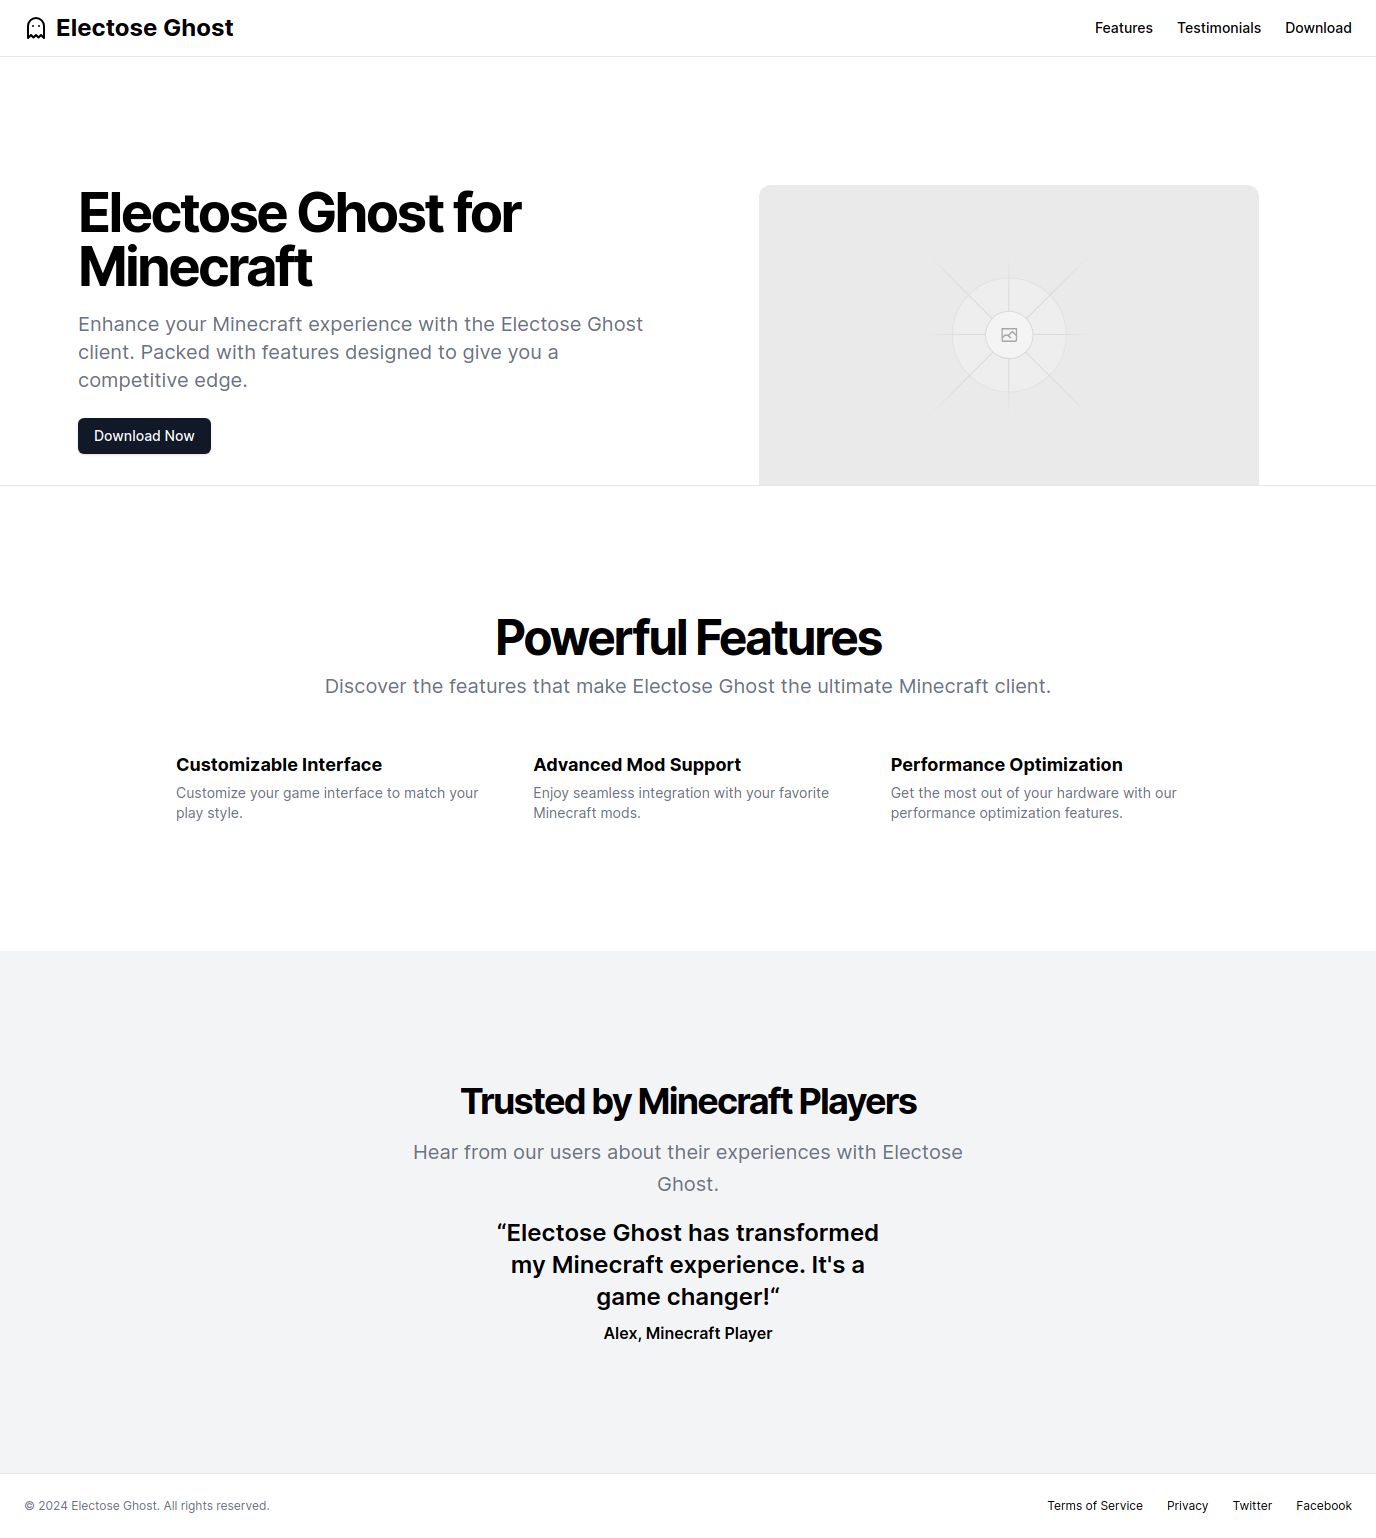 Electose Ghost
Features Testimonials Download
Electose Ghost for
Minecraft
Enhance your Minecraft experience with the Electose Ghost
client. Packed with features designed to give you a
competitive edge.
Download Now
Powerful Features
Discover the features that make Electose Ghost the ultimate Minecraft client.
Customizable Interface
Customize your game interface to match your
play style.
Advanced Mod Support
Enjoy seamless integration with your favorite
Minecraft mods.
Performance Optimization
Get the most out of your hardware with our
performance optimization features.
Trusted by Minecraft Players
Hear from our users about their experiences with Electose
Ghost.
“Electose Ghost has transformed
my Minecraft experience. It's a
game changer!“
Alex, Minecraft Player
© 2024 Electose Ghost. All rights reserved.
Terms of Service Privacy Twitter Facebook